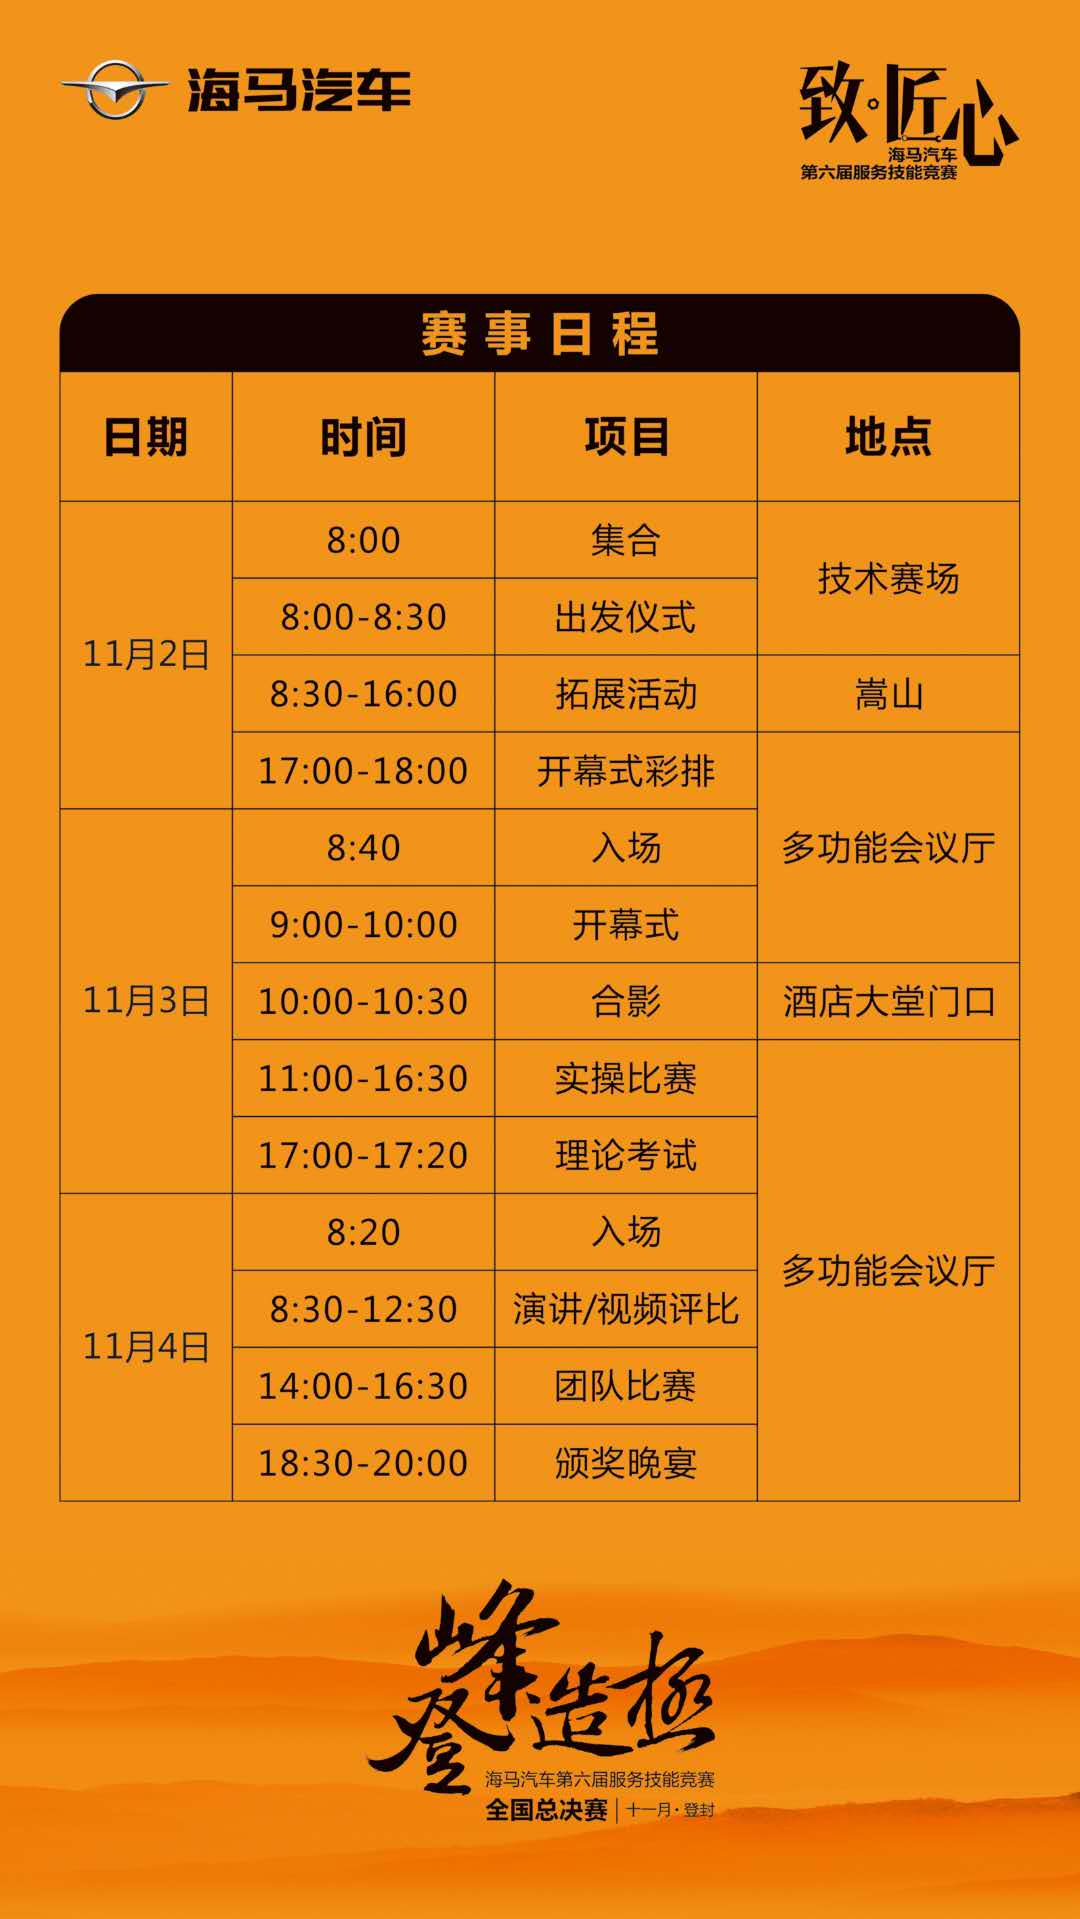 海马汽车
致·匠心
海马汽车
第六届服务技能竞赛
赛事日程
日期 时间 项目 地点
11月2日 8:00 集合 技术赛场
8:00-8:30 出发仪式
8:30-16:00 拓展活动 嵩山
17:00-18:00 开幕式彩排 多功能会议厅
11月3日 8:40 入场
9:00-10:00 开幕式
10:00-10:30 合影 酒店大堂门口
11:00-16:30 实操比赛 多功能会议厅
17:00-17:20 理论考试
11月4日 8:20 入场
8:30-12:30 演讲/视频评比
14:00-16:30 团队比赛
18:30-20:00 颁奖晚宴
登峰造极
海马汽车第六届服务技能竞赛
全国总决赛 | 十一月·登封